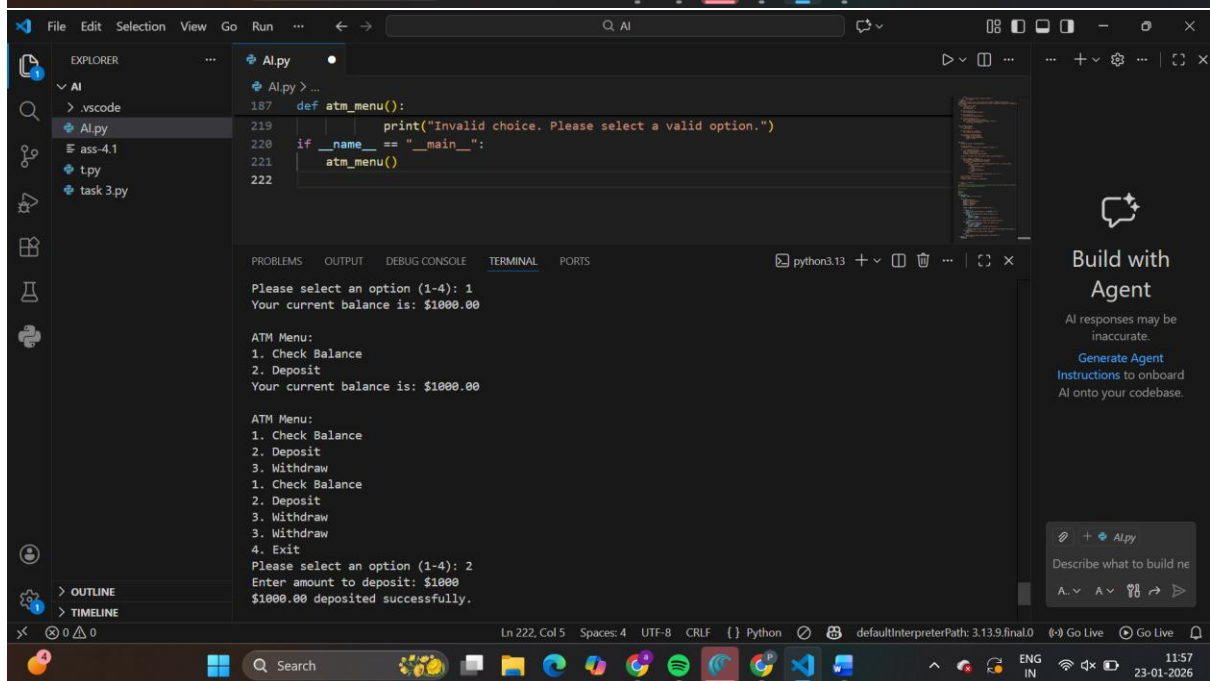 File Edit Selection View Go Run ··· ← → AI
EXPLORER ···
AI
> .vscode
AI.py
ass-4.1
t.py
task 3.py
> OUTLINE
> TIMELINE
AI.py
AI.py > ...
187 def atm_menu():
219 print("Invalid choice. Please select a valid option.")
220 if __name__ == "__main__":
221 atm_menu()
222
PROBLEMS OUTPUT DEBUG CONSOLE TERMINAL PORTS python3.13
Please select an option (1-4): 1
Your current balance is: $1000.00
ATM Menu:
1. Check Balance
2. Deposit
Your current balance is: $1000.00
ATM Menu:
1. Check Balance
2. Deposit
3. Withdraw
1. Check Balance
2. Deposit
3. Withdraw
3. Withdraw
4. Exit
Please select an option (1-4): 2
Enter amount to deposit: $1000
$1000.00 deposited successfully.
Build with
Agent
AI responses may be
inaccurate.
Generate Agent
Instructions to onboard
AI onto your codebase.
+ AI.py
Describe what to build ne
A.. A
0 0 Ln 222, Col 5 Spaces: 4 UTF-8 CRLF {} Python defaultInterpreterPath: 3.13.9.final.0 Go Live Go Live
4 Search ENG IN 11:57 23-01-2026